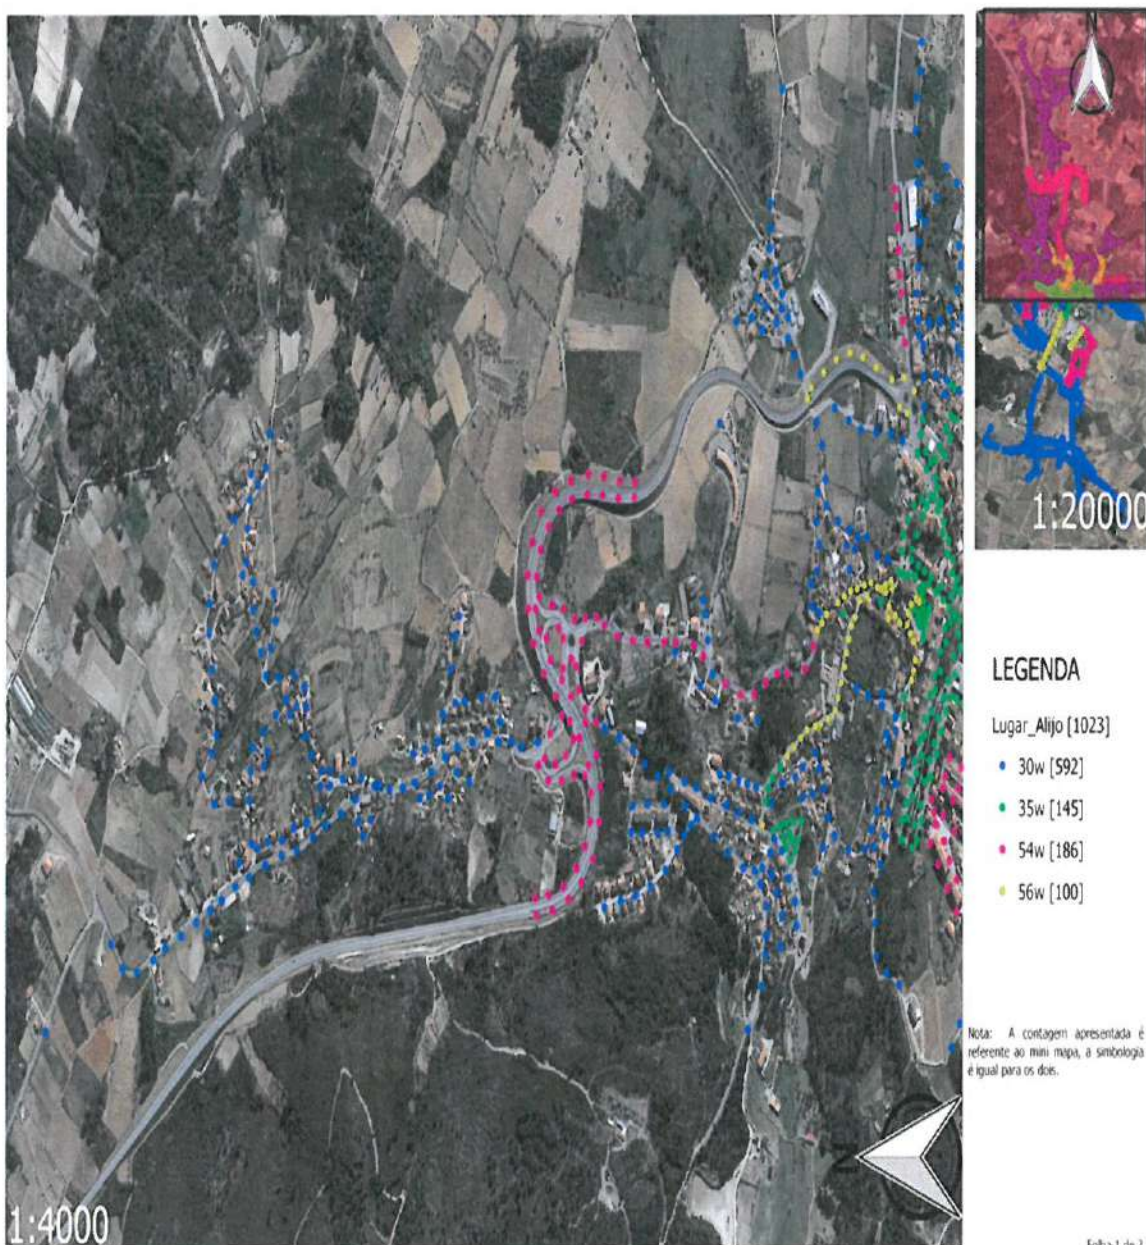 N
1:20000
LEGENDA
Lugar_Alijo [1023]
30w [592]
35w [145]
54w [186]
56w [100]
Nota: A contagem apresentada é
referente ao mini mapa, a simbologia
é igual para os dois.
1:4000